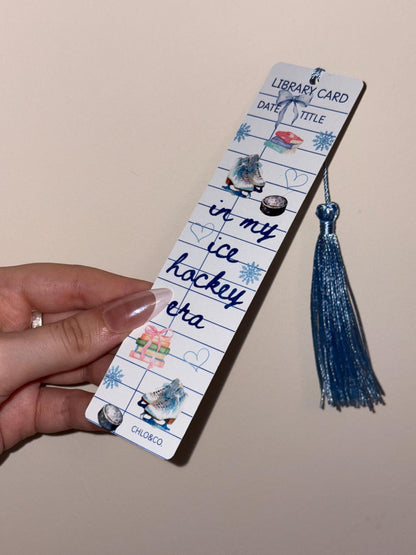 LIBRARY CARD
DATE TITLE
in my
ice
hockey
era
CHLO&CO.